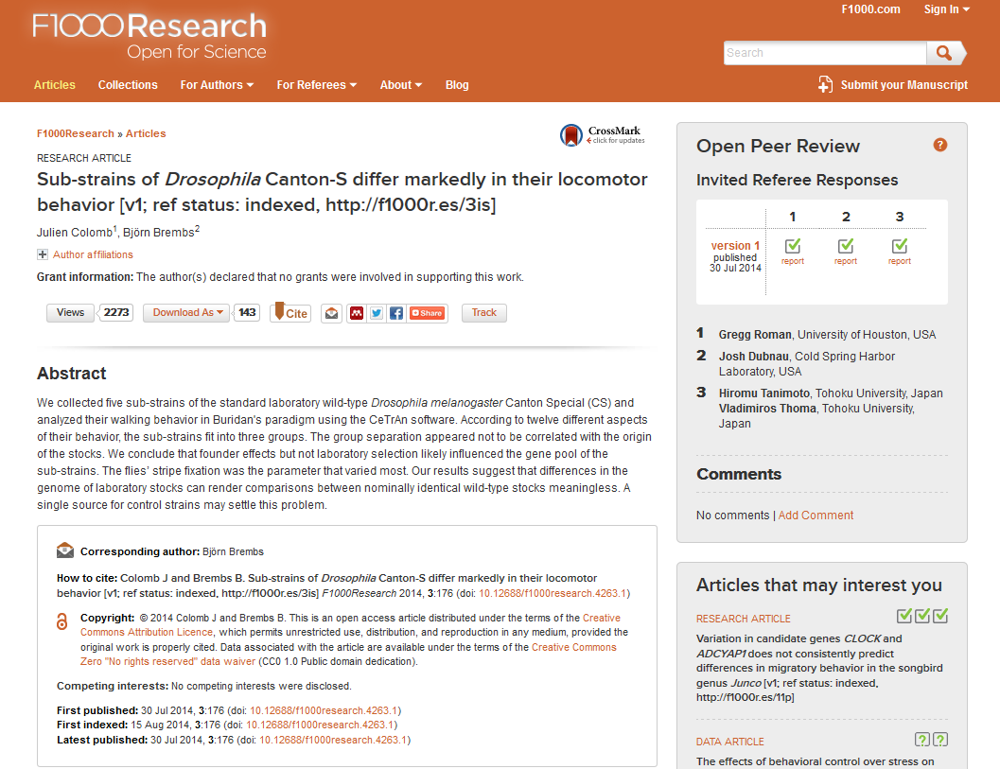 F1000Research
Open for Science
F1000.com Sign In
Search
Articles Collections For Authors For Referees About Blog
Submit your Manuscript
F1000Research » Articles
CrossMark
click for updates
RESEARCH ARTICLE
Sub-strains of Drosophila Canton-S differ markedly in their locomotor
behavior [v1; ref status: indexed, http://f1000r.es/3is]
Julien Colomb1, Björn Brembs2
Author affiliations
Grant information: The author(s) declared that no grants were involved in supporting this work.
Views 2273 Download As 143 Cite Share Track
Abstract
We collected five sub-strains of the standard laboratory wild-type Drosophila melanogaster Canton Special (CS) and
analyzed their walking behavior in Buridan's paradigm using the CeTrAn software. According to twelve different aspects
of their behavior, the sub-strains fit into three groups. The group separation appeared not to be correlated with the origin
of the stocks. We conclude that founder effects but not laboratory selection likely influenced the gene pool of the
sub-strains. The flies' stripe fixation was the parameter that varied most. Our results suggest that differences in the
genome of laboratory stocks can render comparisons between nominally identical wild-type stocks meaningless. A
single source for control strains may settle this problem.
Corresponding author: Björn Brembs
How to cite: Colomb J and Brembs B. Sub-strains of Drosophila Canton-S differ markedly in their locomotor
behavior [v1; ref status: indexed, http://f1000r.es/3is] F1000Research 2014, 3:176 (doi: 10.12688/f1000research.4263.1)
Copyright: © 2014 Colomb J and Brembs B. This is an open access article distributed under the terms of the Creative
Commons Attribution Licence, which permits unrestricted use, distribution, and reproduction in any medium, provided the
original work is properly cited. Data associated with the article are available under the terms of the Creative Commons
Zero "No rights reserved" data waiver (CC0 1.0 Public domain dedication).
Competing interests: No competing interests were disclosed.
First published: 30 Jul 2014, 3:176 (doi: 10.12688/f1000research.4263.1)
First indexed: 15 Aug 2014, 3:176 (doi: 10.12688/f1000research.4263.1)
Latest published: 30 Jul 2014, 3:176 (doi: 10.12688/f1000research.4263.1)
Open Peer Review ?
Invited Referee Responses
1 2 3
version 1
published
30 Jul 2014
report report report
1 Gregg Roman, University of Houston, USA
2 Josh Dubnau, Cold Spring Harbor
Laboratory, USA
3 Hiromu Tanimoto, Tohoku University, Japan
Vladimiros Thoma, Tohoku University,
Japan
Comments
No comments | Add Comment
Articles that may interest you
RESEARCH ARTICLE
Variation in candidate genes CLOCK and
ADCYAP1 does not consistently predict
differences in migratory behavior in the songbird
genus Junco [v1; ref status: indexed,
http://f1000r.es/11p]
DATA ARTICLE ? ?
The effects of behavioral control over stress on